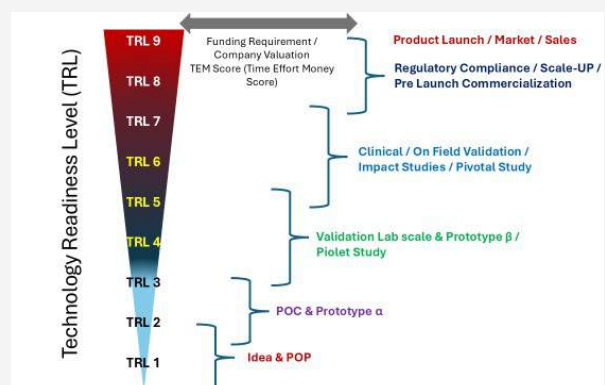 Technology Readiness Level (TRL)
TRL 9
TRL 8
TRL 7
TRL 6
TRL 5
TRL 4
TRL 3
TRL 2
TRL 1
Funding Requirement /
Company Valuation
TEM Score (Time Effort Money
Score)
Product Launch / Market / Sales
Regulatory Compliance / Scale-UP /
Pre Launch Commercialization
Clinical / On Field Validation /
Impact Studies / Pivotal Study
Validation Lab scale & Prototype β /
Piolet Study
POC & Prototype α
Idea & POP